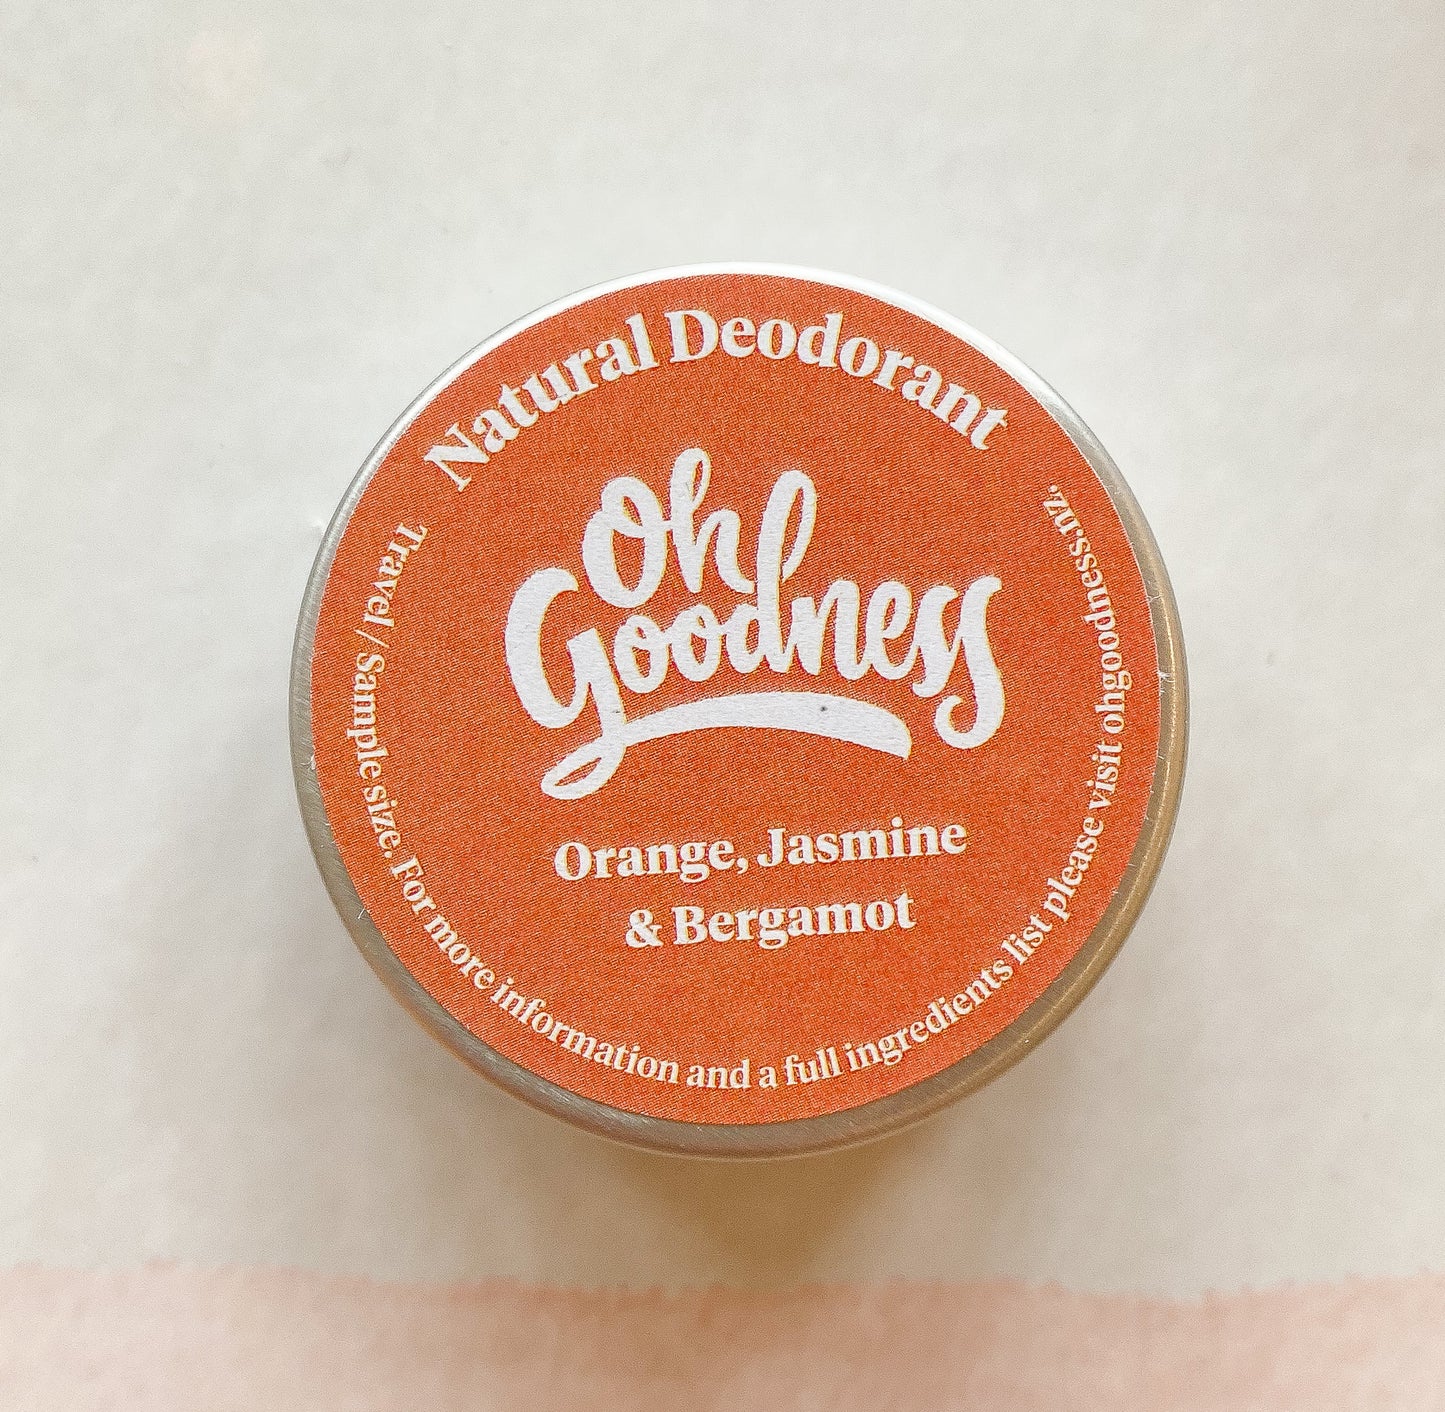 Natural Deodorant
Oh
Goodness
Orange, Jasmine
& Bergamot
Travel / Sample size. For more information and a full ingredients list please visit ohgoodness.nz.